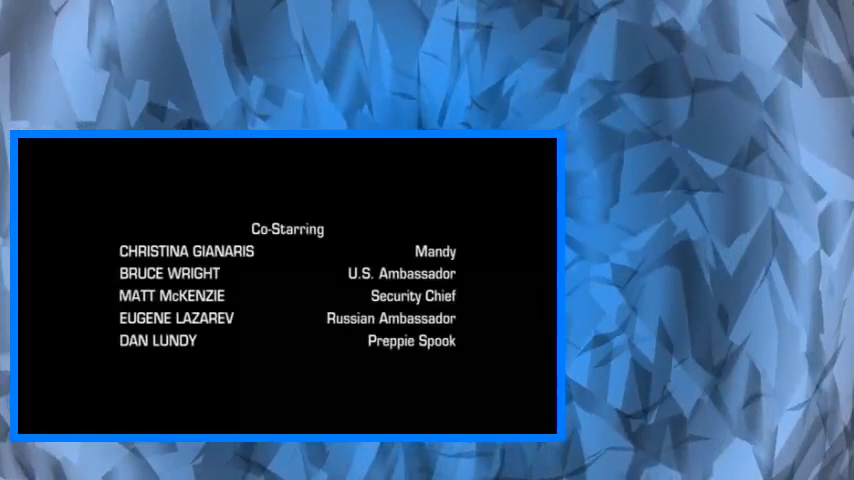 Co-Starring
CHRISTINA GIANARIS Mandy
BRUCE WRIGHT U.S. Ambassador
MATT McKENZIE Security Chief
EUGENE LAZAREV Russian Ambassador
DAN LUNDY Preppie Spook